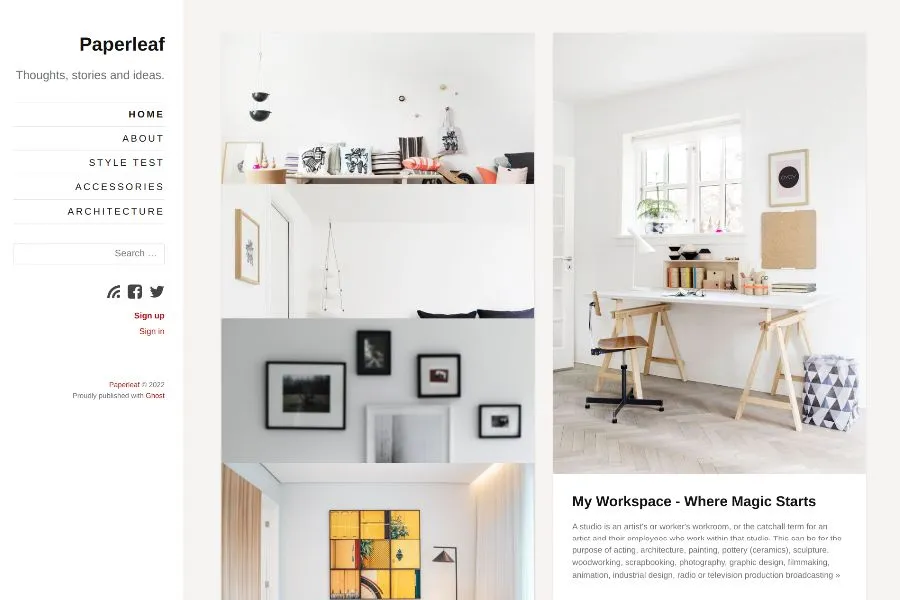 Paperleaf
Thoughts, stories and ideas.
HOME
ABOUT
STYLE TEST
ACCESSORIES
ARCHITECTURE
Search ...
Sign up
Sign in
Paperleaf © 2022
Proudly published with Ghost
My Workspace - Where Magic Starts
A studio is an artist's or worker's workroom, or the catchall term for an
artist and their employees who work within that studio. This can be for the
purpose of acting, architecture, painting, pottery (ceramics), sculpture,
woodworking, scrapbooking, photography, graphic design, filmmaking,
animation, industrial design, radio or television production broadcasting »